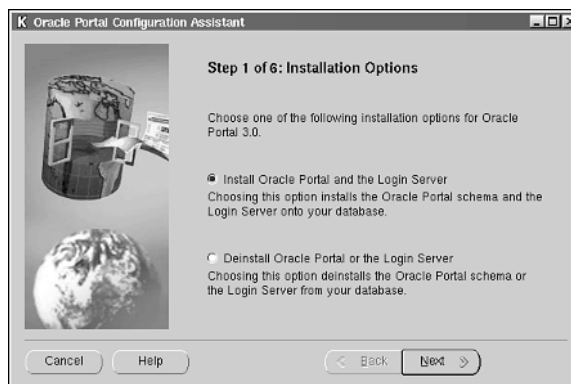 K Oracle Portal Configuration Assistant
Step 1 of 6: Installation Options
Choose one of the following installation options for Oracle
Portal 3.0.
Install Oracle Portal and the Login Server
Choosing this option installs the Oracle Portal schema and the
Login Server onto your database.
Deinstall Oracle Portal or the Login Server
Choosing this option deinstalls the Oracle Portal schema or
the Login Server from your database.
Cancel
Help
Back
Next